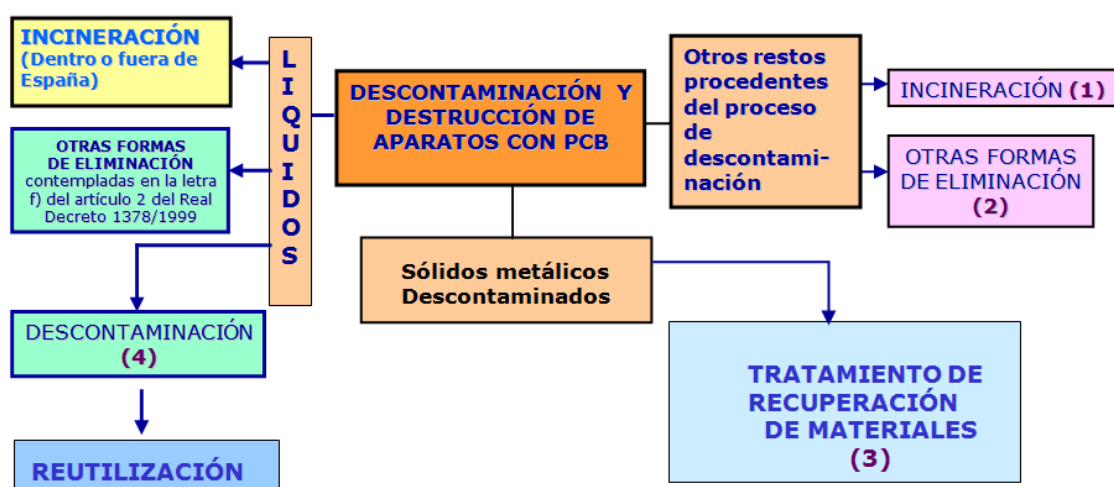 INCINERACIÓN
(Dentro o fuera de
España)
OTRAS FORMAS
DE ELIMINACIÓN
contempladas en la letra
f) del artículo 2 del Real
Decreto 1378/1999
DESCONTAMINACIÓN
(4)
REUTILIZACIÓN
L
I
Q
U
I
D
O
S
DESCONTAMINACIÓN Y
DESTRUCCIÓN DE
APARATOS CON PCB
Sólidos metálicos
Descontaminados
Otros restos
procedentes
del proceso
de
descontami-
nación
INCINERACIÓN (1)
OTRAS FORMAS
DE ELIMINACIÓN
(2)
TRATAMIENTO DE
RECUPERACIÓN
DE MATERIALES
(3)